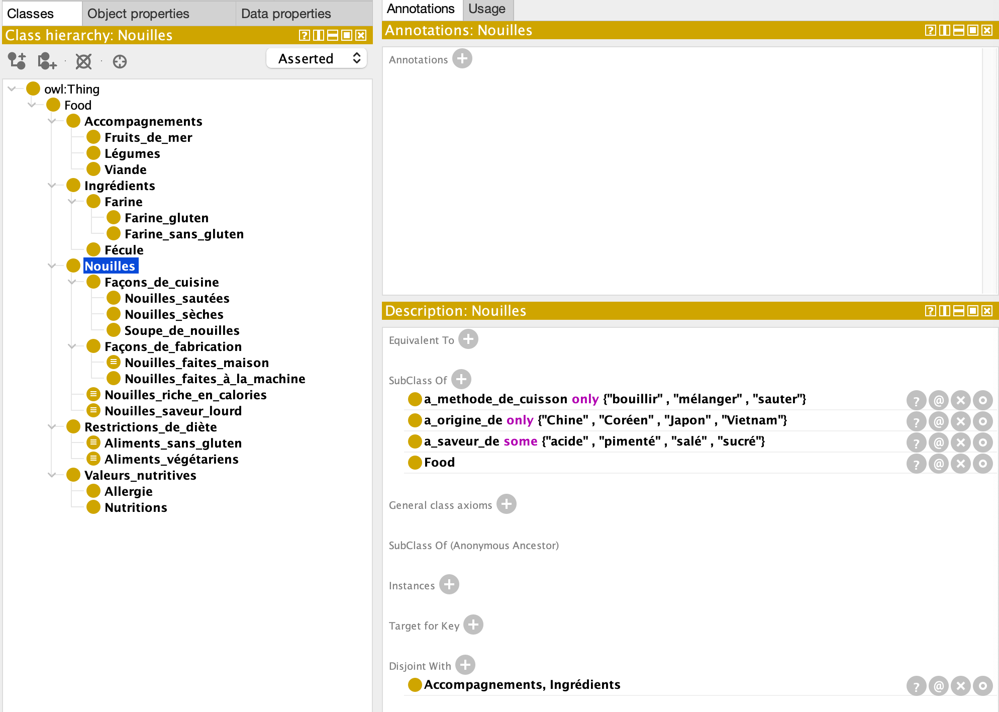 Classes
Object properties
Data properties
Class hierarchy: Nouilles
Asserted
owl:Thing
Food
Accompagnements
Fruits_de_mer
Légumes
Viande
Ingrédients
Farine
Farine_gluten
Farine_sans_gluten
Fécule
Nouilles
Façons_de_cuisine
Nouilles_sautées
Nouilles_sèches
Soupe_de_nouilles
Façons_de_fabrication
Nouilles_faites_maison
Nouilles_faites_à_la_machine
Nouilles_riche_en_calories
Nouilles_saveur_lourd
Restrictions_de_diète
Aliments_sans_gluten
Aliments_végétariens
Valeurs_nutritives
Allergie
Nutritions
Annotations
Usage
Annotations: Nouilles
Annotations
Description: Nouilles
Equivalent To
SubClass Of
a_methode_de_cuisson only {"bouillir" , "mélanger" , "sauter"}
a_origine_de only {"Chine" , "Coréen" , "Japon" , "Vietnam"}
a_saveur_de some {"acide" , "pimenté" , "salé" , "sucré"}
Food
General class axioms
SubClass Of (Anonymous Ancestor)
Instances
Target for Key
Disjoint With
Accompagnements, Ingrédients